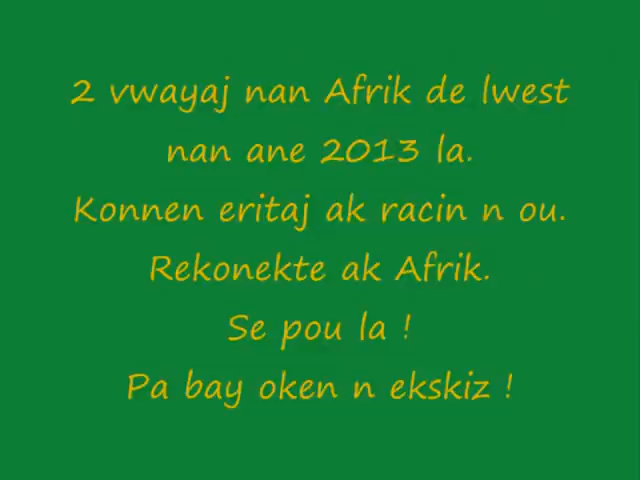 2 vwayaj nan Afrik de lwest
nan ane 2013 la.
Konnen eritaj ak racin n ou.
Rekonekte ak Afrik.
Se pou la !
Pa bay oken n ekskiz !